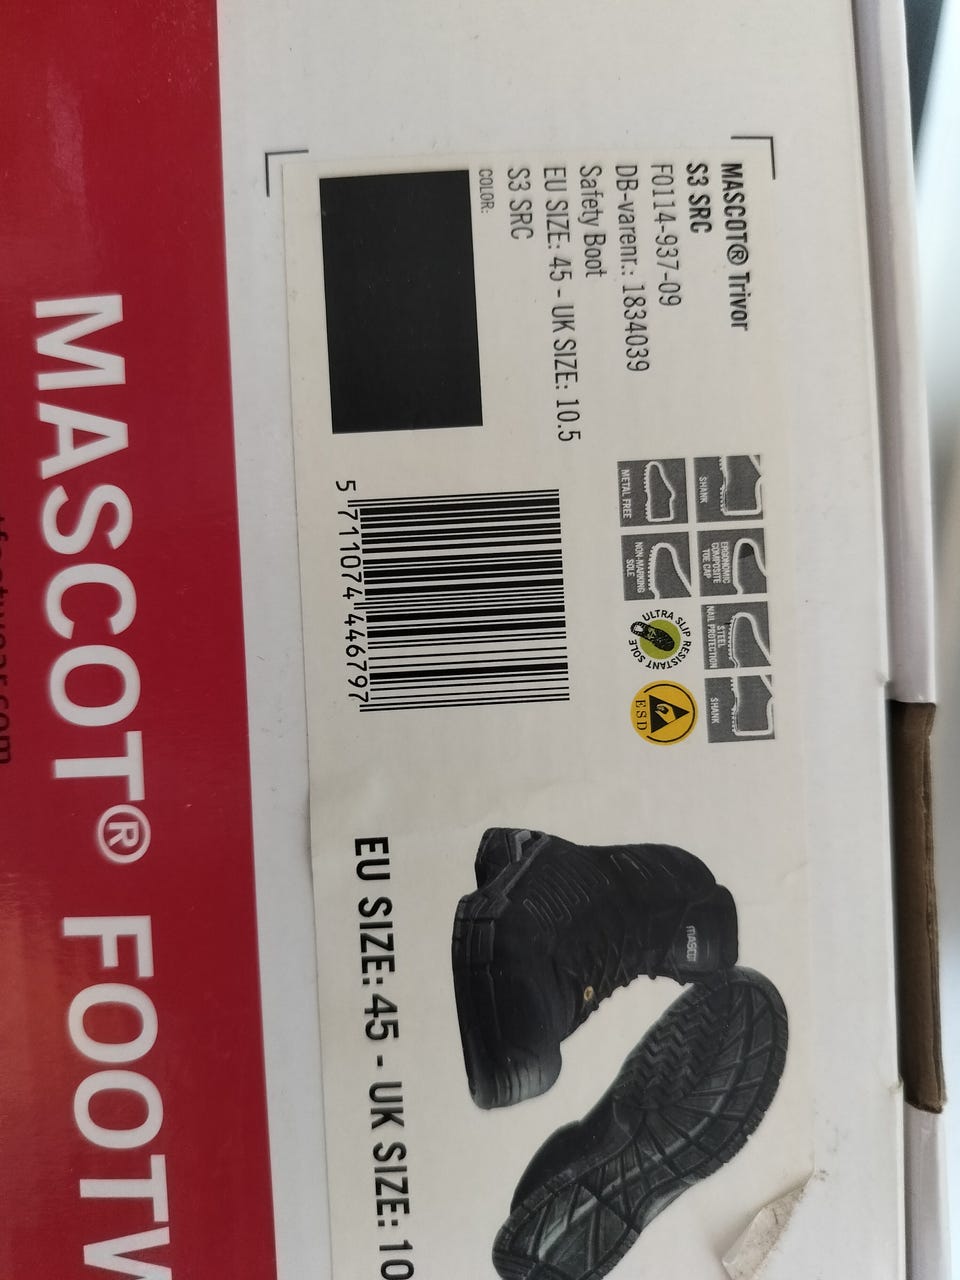 MASCOT® Trivor
S3 SRC
F0114-937-09
DB-varenr.: 1834039
Safety Boot
EU SIZE: 45 - UK SIZE: 10.5
S3 SRC
COLOR:
SHANK
ERGONOMIC
COMPOSITE
TOE CAP
STEEL
NAIL PROTECTION
SHANK
METAL FREE
NON-MARKING
SOLE
ULTRA SLIP RESISTANT SOLE
ESD
5 711074 446797
MASCOT
EU SIZE: 45 - UK SIZE: 10
MASCOT® FOOTW